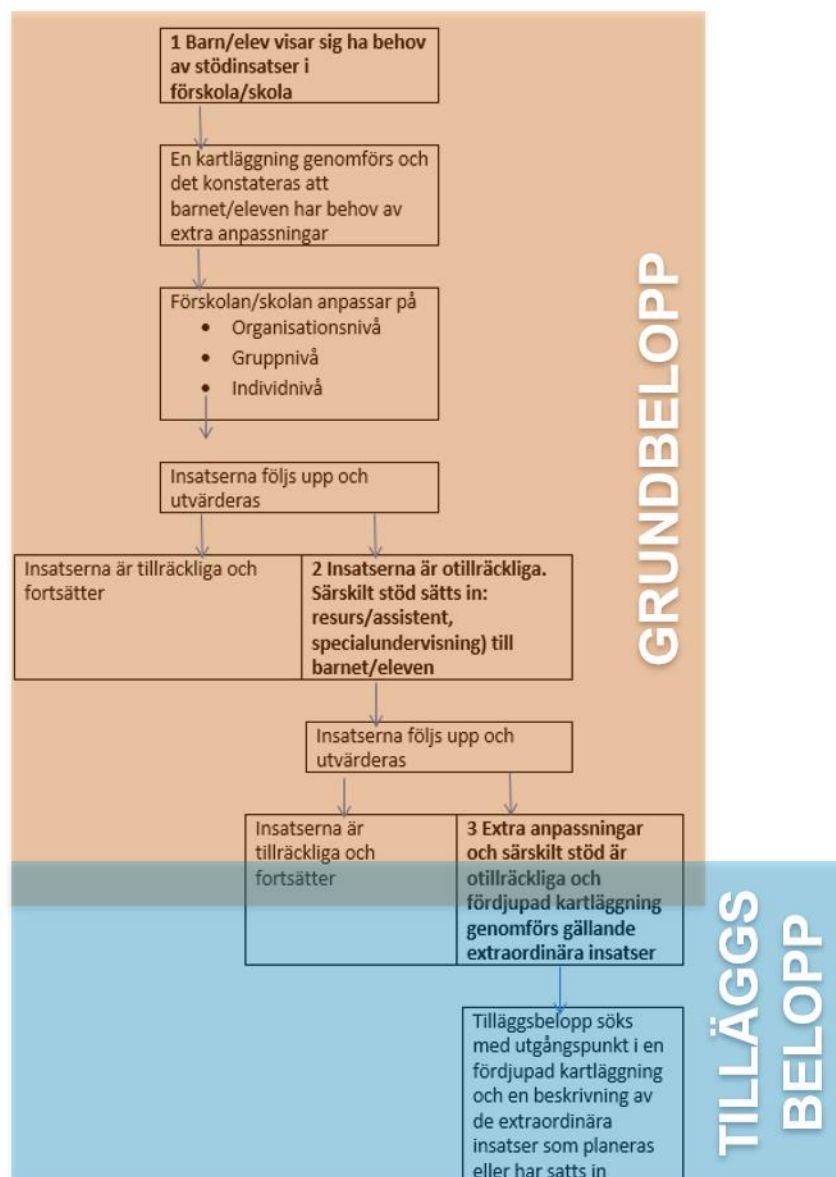 1 Barn/elev visar sig ha behov
av stödinsatser i
förskola/skola
En kartläggning genomförs och
det konstateras att
barnet/eleven har behov av
extra anpassningar
Förskolan/skolan anpassar på
• Organisationsnivå
• Gruppnivå
• Individnivå
Insatserna följs upp och
utvärderas
Insatserna är tillräckliga och
fortsätter
2 Insatserna är otillräckliga.
Särskilt stöd sätts in:
resurs/assistent,
specialundervisning) till
barnet/eleven
Insatserna följs upp och
utvärderas
Insatserna är
tillräckliga och
fortsätter
3 Extra anpassningar
och särskilt stöd är
otillräckliga och
fördjupad kartläggning
genomförs gällande
extraordinära insatser
Tilläggsbelopp söks
med utgångspunkt i en
fördjupad kartläggning
och en beskrivning av
de extraordinära
insatser som planeras
eller har satts in
GRUNDBELOPP
TILLÄGGS
BELOPP